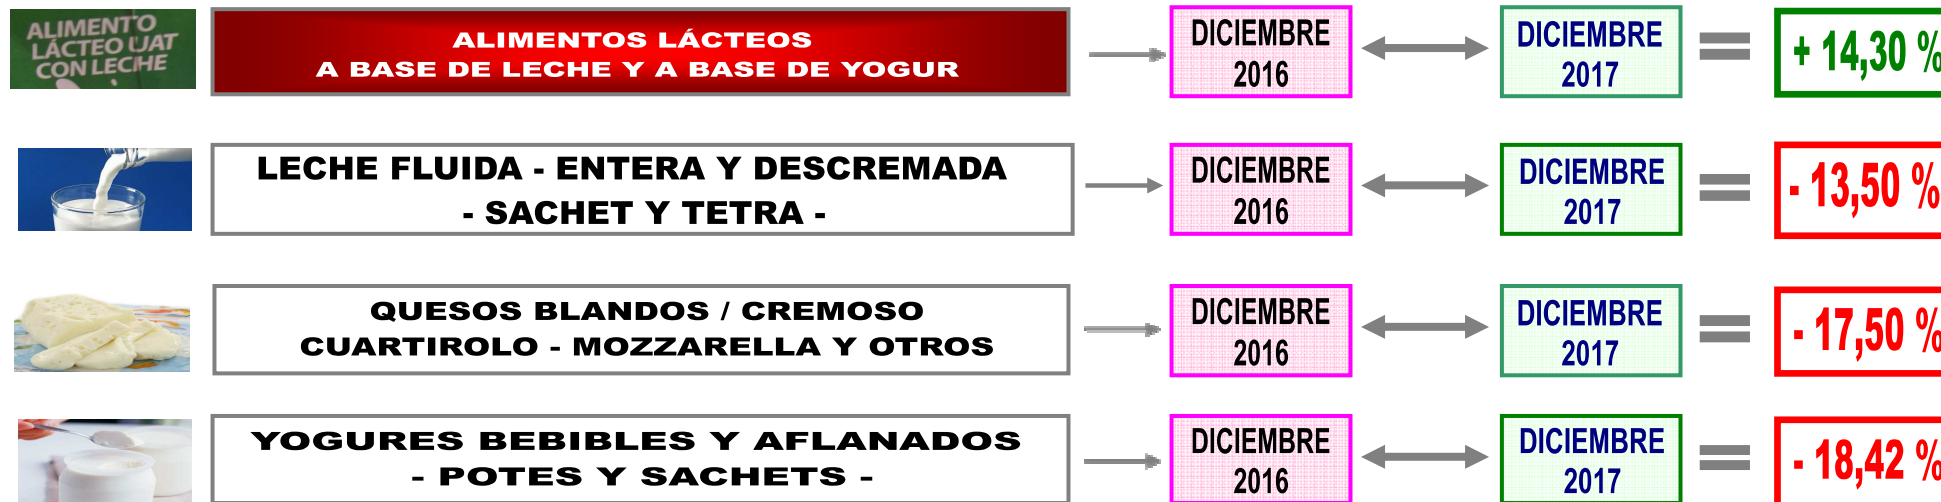 ALIMENTO
LÁCTEO UAT
CON LECHE
ALIMENTOS LÁCTEOS
A BASE DE LECHE Y A BASE DE YOGUR
DICIEMBRE
2016
DICIEMBRE
2017
+ 14,30 %
LECHE FLUIDA - ENTERA Y DESCREMADA
- SACHET Y TETRA -
DICIEMBRE
2016
DICIEMBRE
2017
- 13,50 %
QUESOS BLANDOS / CREMOSO
CUARTIROLO - MOZZARELLA Y OTROS
DICIEMBRE
2016
DICIEMBRE
2017
- 17,50 %
YOGURES BEBIBLES Y AFLANADOS
- POTES Y SACHETS -
DICIEMBRE
2016
DICIEMBRE
2017
- 18,42 %